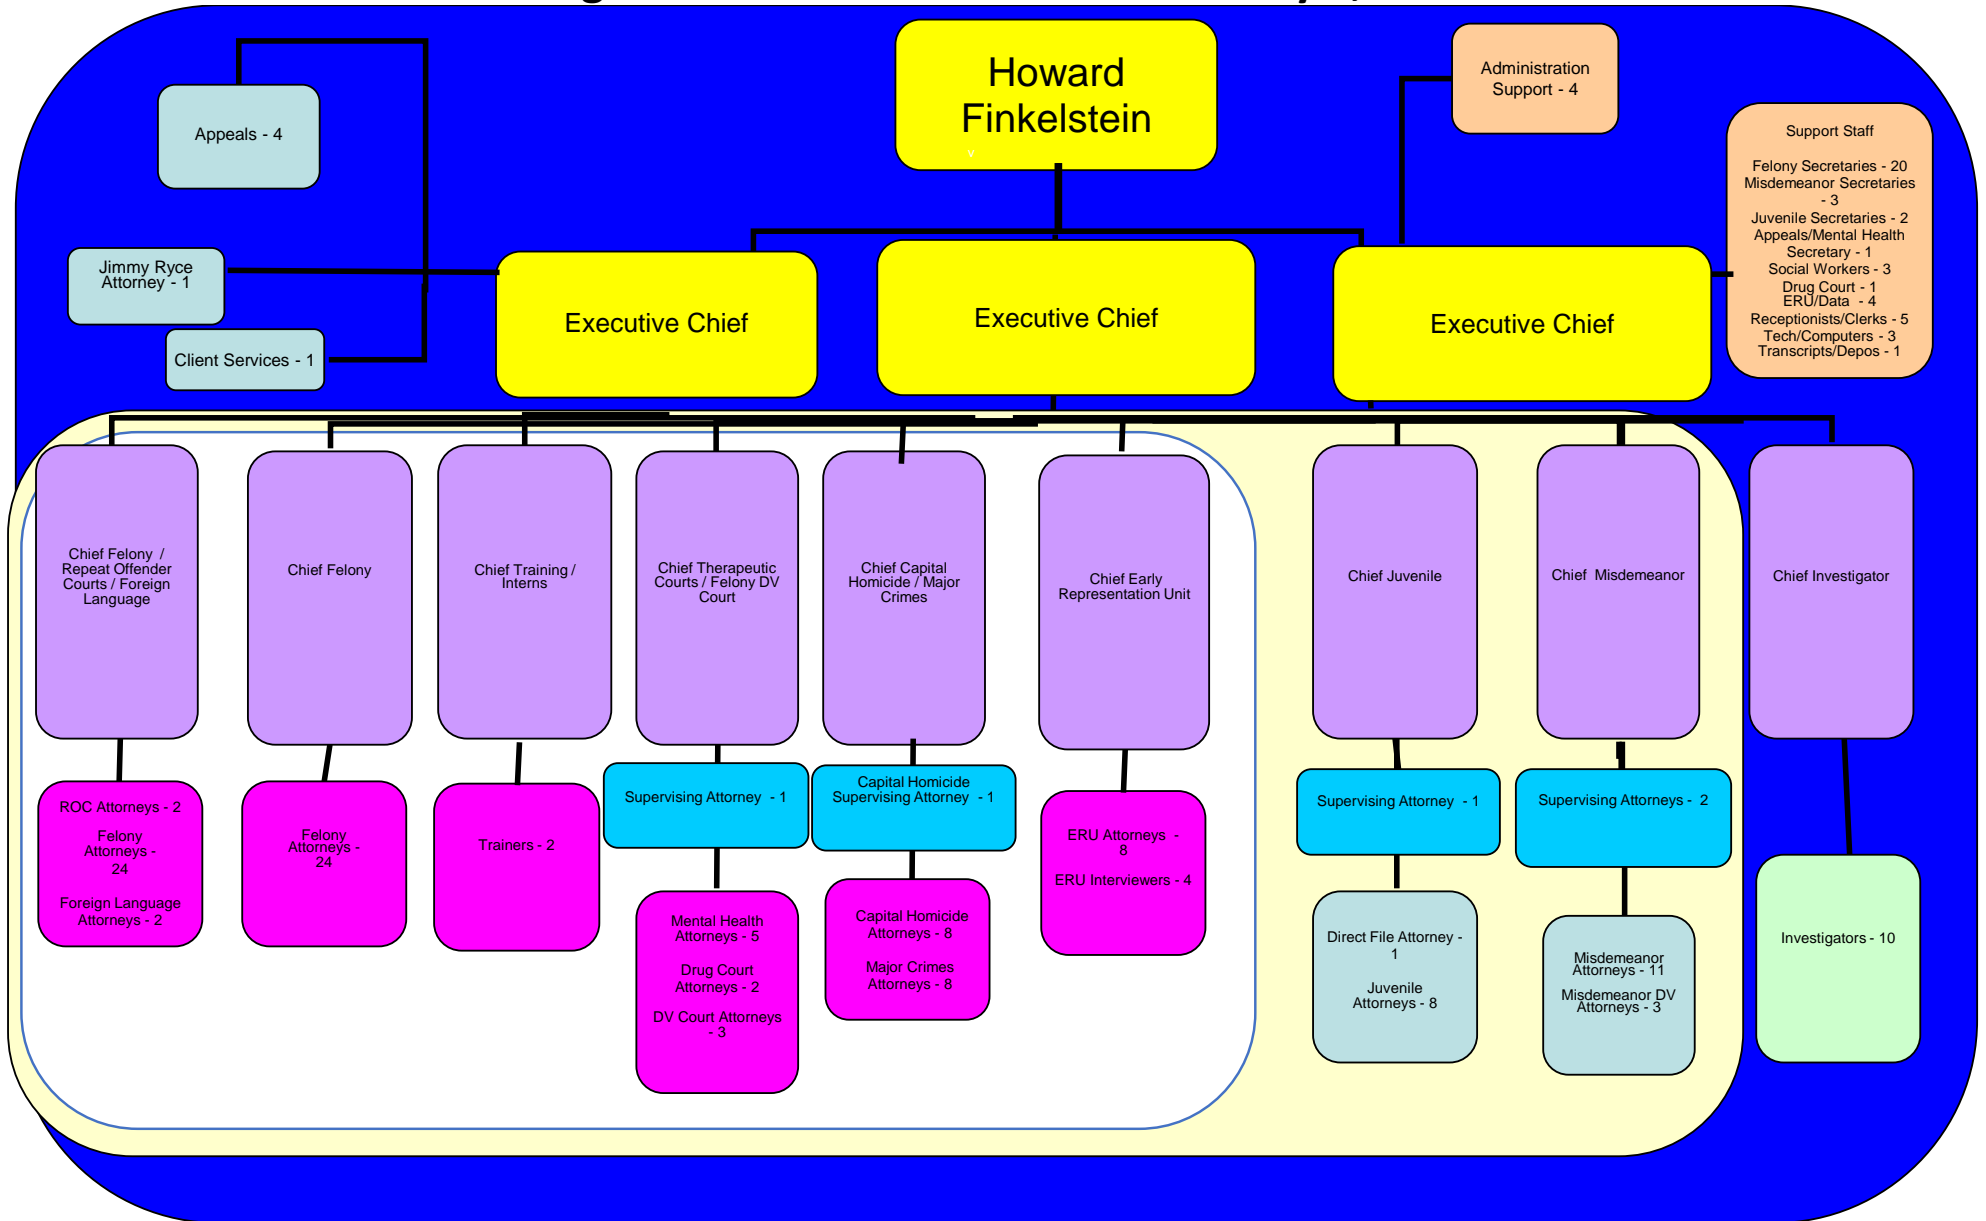 Howard
Finkelstein
v
Administration
Support - 4
Appeals - 4
Support Staff
Felony Secretaries - 20
Misdemeanor Secretaries
- 3
Juvenile Secretaries - 2
Appeals/Mental Health
Secretary - 1
Social Workers - 3
Drug Court - 1
ERU/Data - 4
Receptionists/Clerks - 5
Tech/Computers - 3
Transcripts/Depos - 1
Jimmy Ryce
Attorney - 1
Client Services - 1
Executive Chief
Executive Chief
Executive Chief
Chief Felony /
Repeat Offender
Courts / Foreign
Language
Chief Felony
Chief Training /
Interns
Chief Therapeutic
Courts / Felony DV
Court
Chief Capital
Homicide / Major
Crimes
Chief Early
Representation Unit
Chief Juvenile
Chief Misdemeanor
Chief Investigator
ROC Attorneys - 2
Felony
Attorneys -
24
Foreign Language
Attorneys - 2
Felony
Attorneys -
24
Trainers - 2
Supervising Attorney - 1
Mental Health
Attorneys - 5
Drug Court
Attorneys - 2
DV Court Attorneys
- 3
Capital Homicide
Supervising Attorney - 1
Capital Homicide
Attorneys - 8
Major Crimes
Attorneys - 8
ERU Attorneys -
8
ERU Interviewers - 4
Supervising Attorney - 1
Direct File Attorney -
1
Juvenile
Attorneys - 8
Supervising Attorneys - 2
Misdemeanor
Attorneys - 11
Misdemeanor DV
Attorneys - 3
Investigators - 10